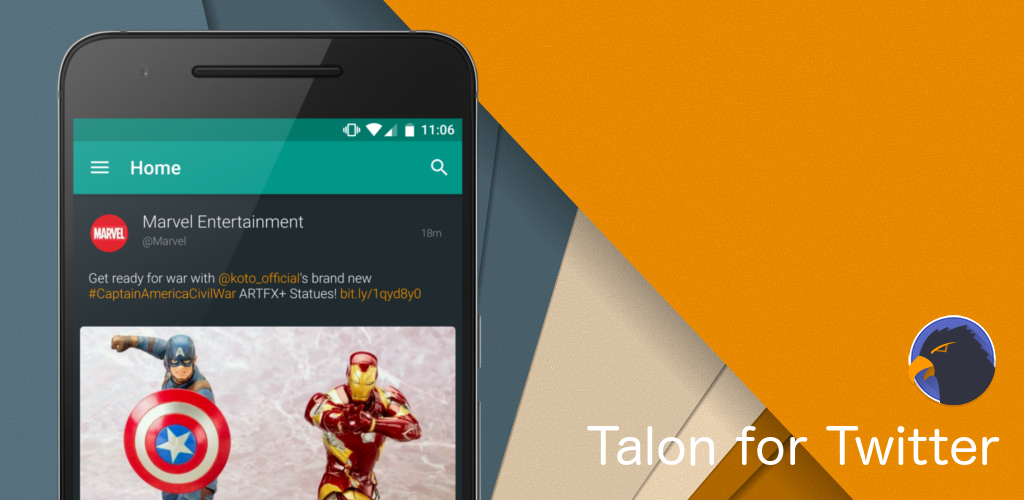 11:06
Home
MARVEL
Marvel Entertainment
@Marvel
18m
Get ready for war with @koto_official's brand new
#CaptainAmericaCivilWar ARTFX+ Statues! bit.ly/1qyd8y0
A
Talon for Twitter